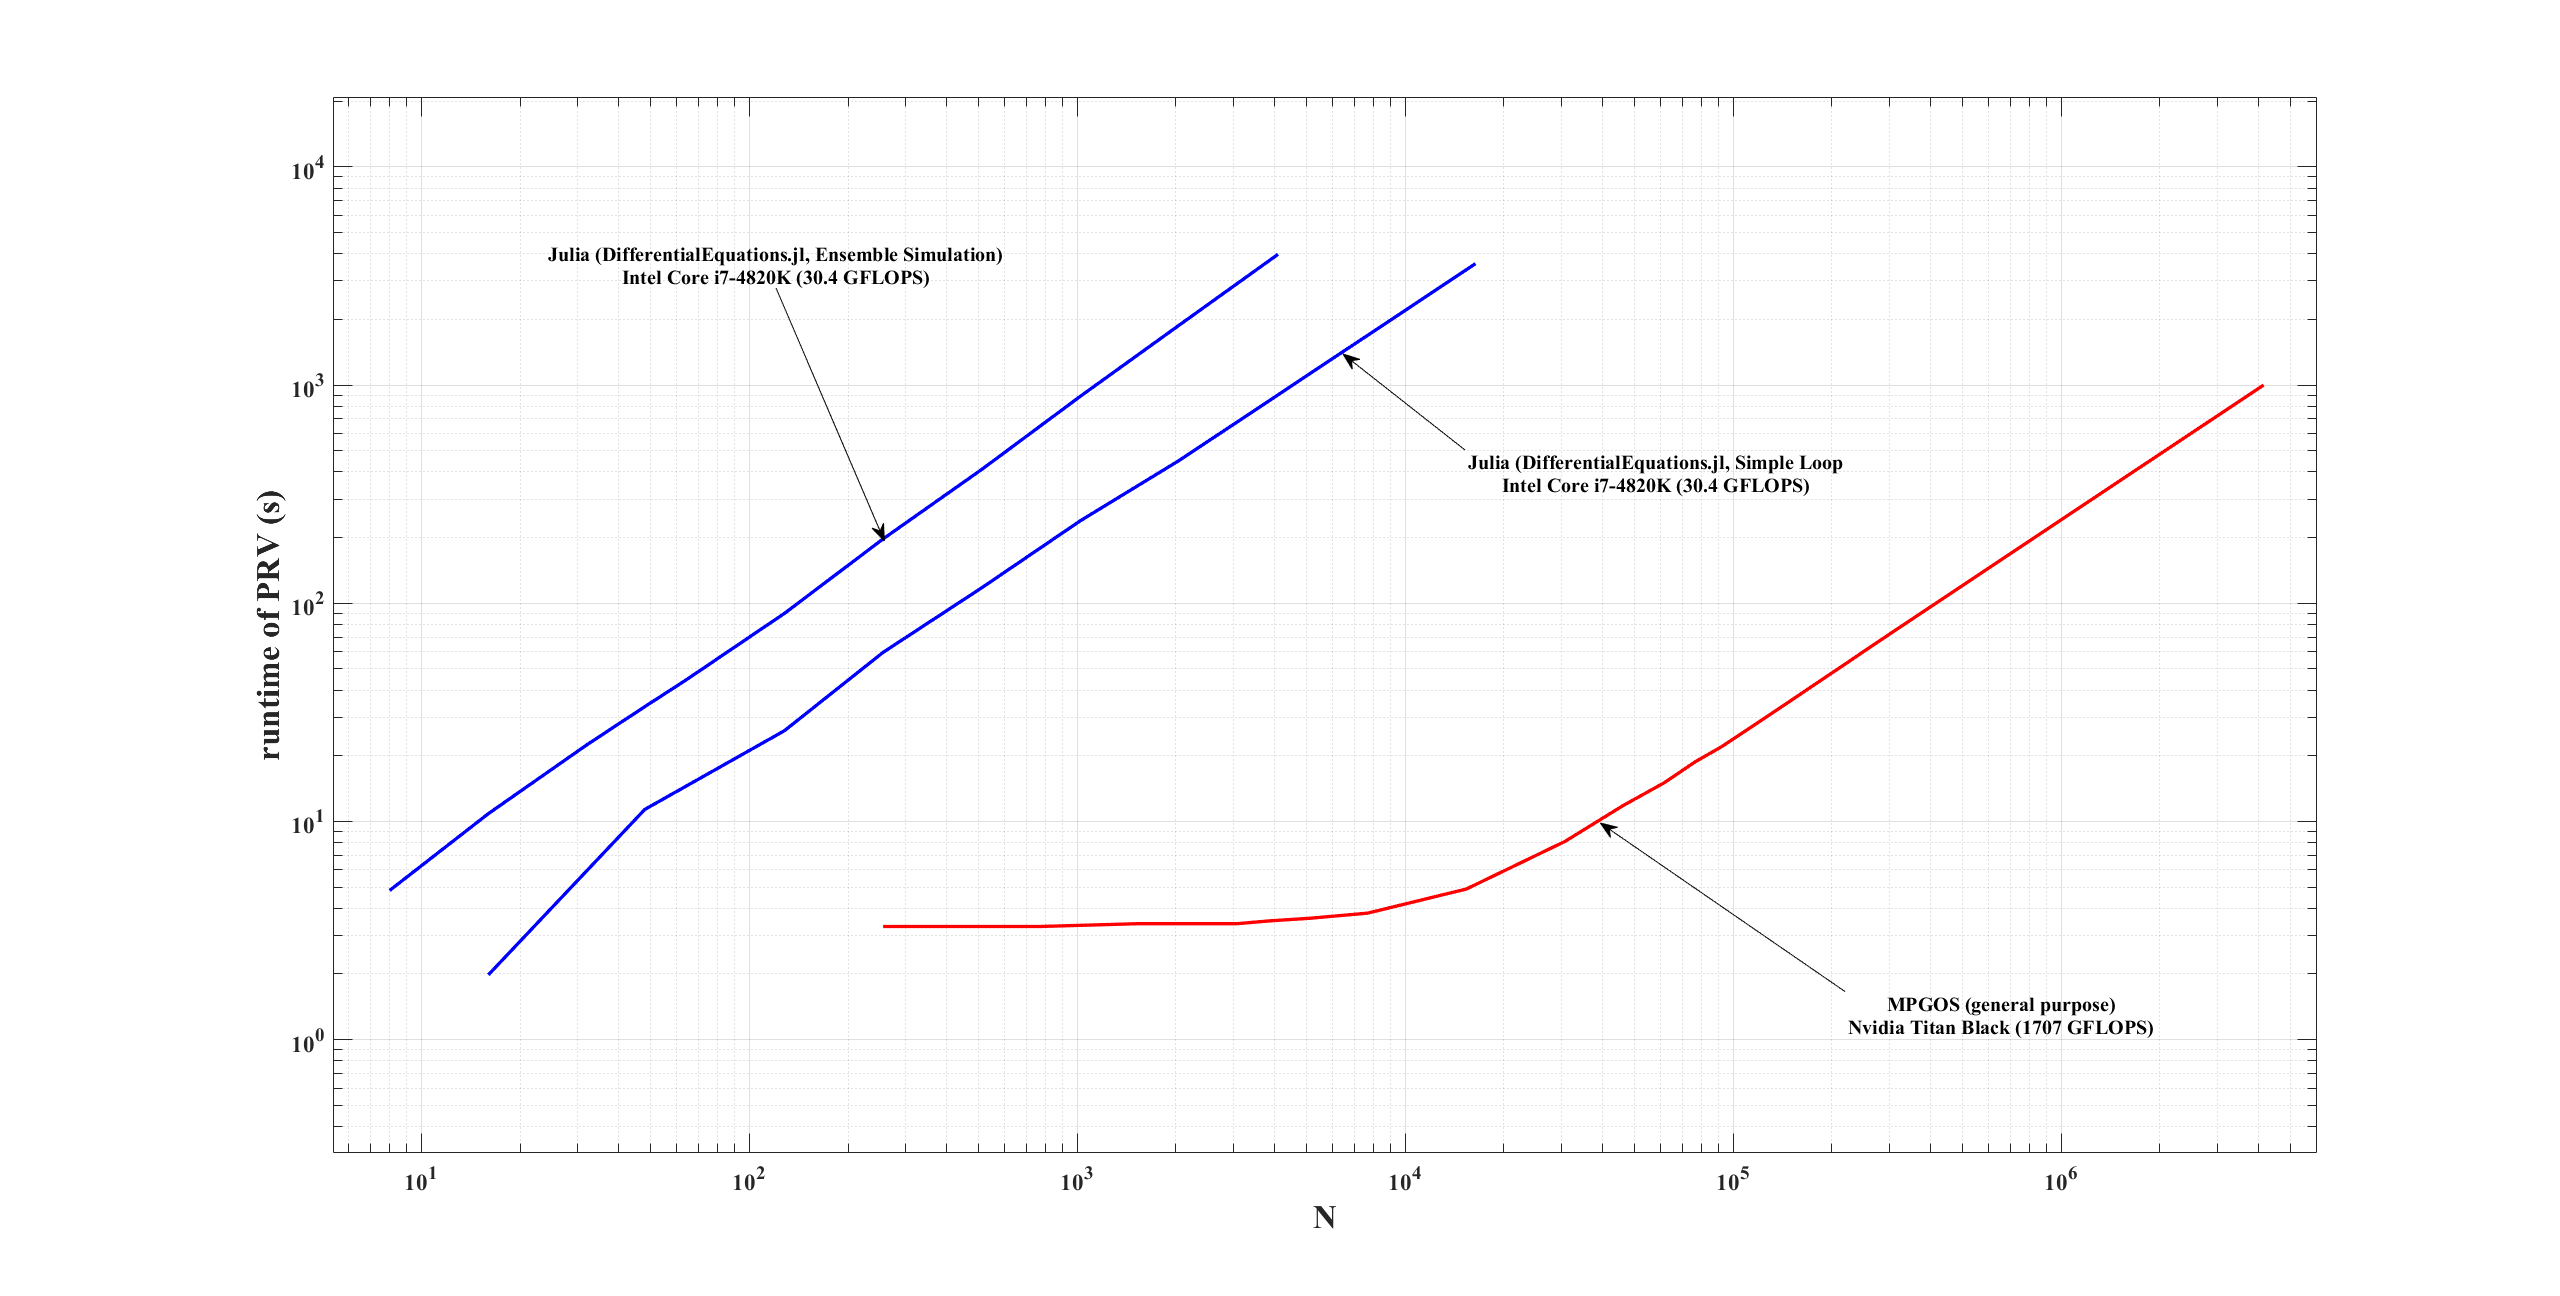 10^4
10^3
10^2
10^1
10^0
runtime of PRV (s)
Julia (DifferentialEquations.jl, Ensemble Simulation)
Intel Core i7-4820K (30.4 GFLOPS)
Julia (DifferentialEquations.jl, Simple Loop
Intel Core i7-4820K (30.4 GFLOPS)
MPGOS (general purpose)
Nvidia Titan Black (1707 GFLOPS)
10^1 10^2 10^3 10^4 10^5 10^6
N